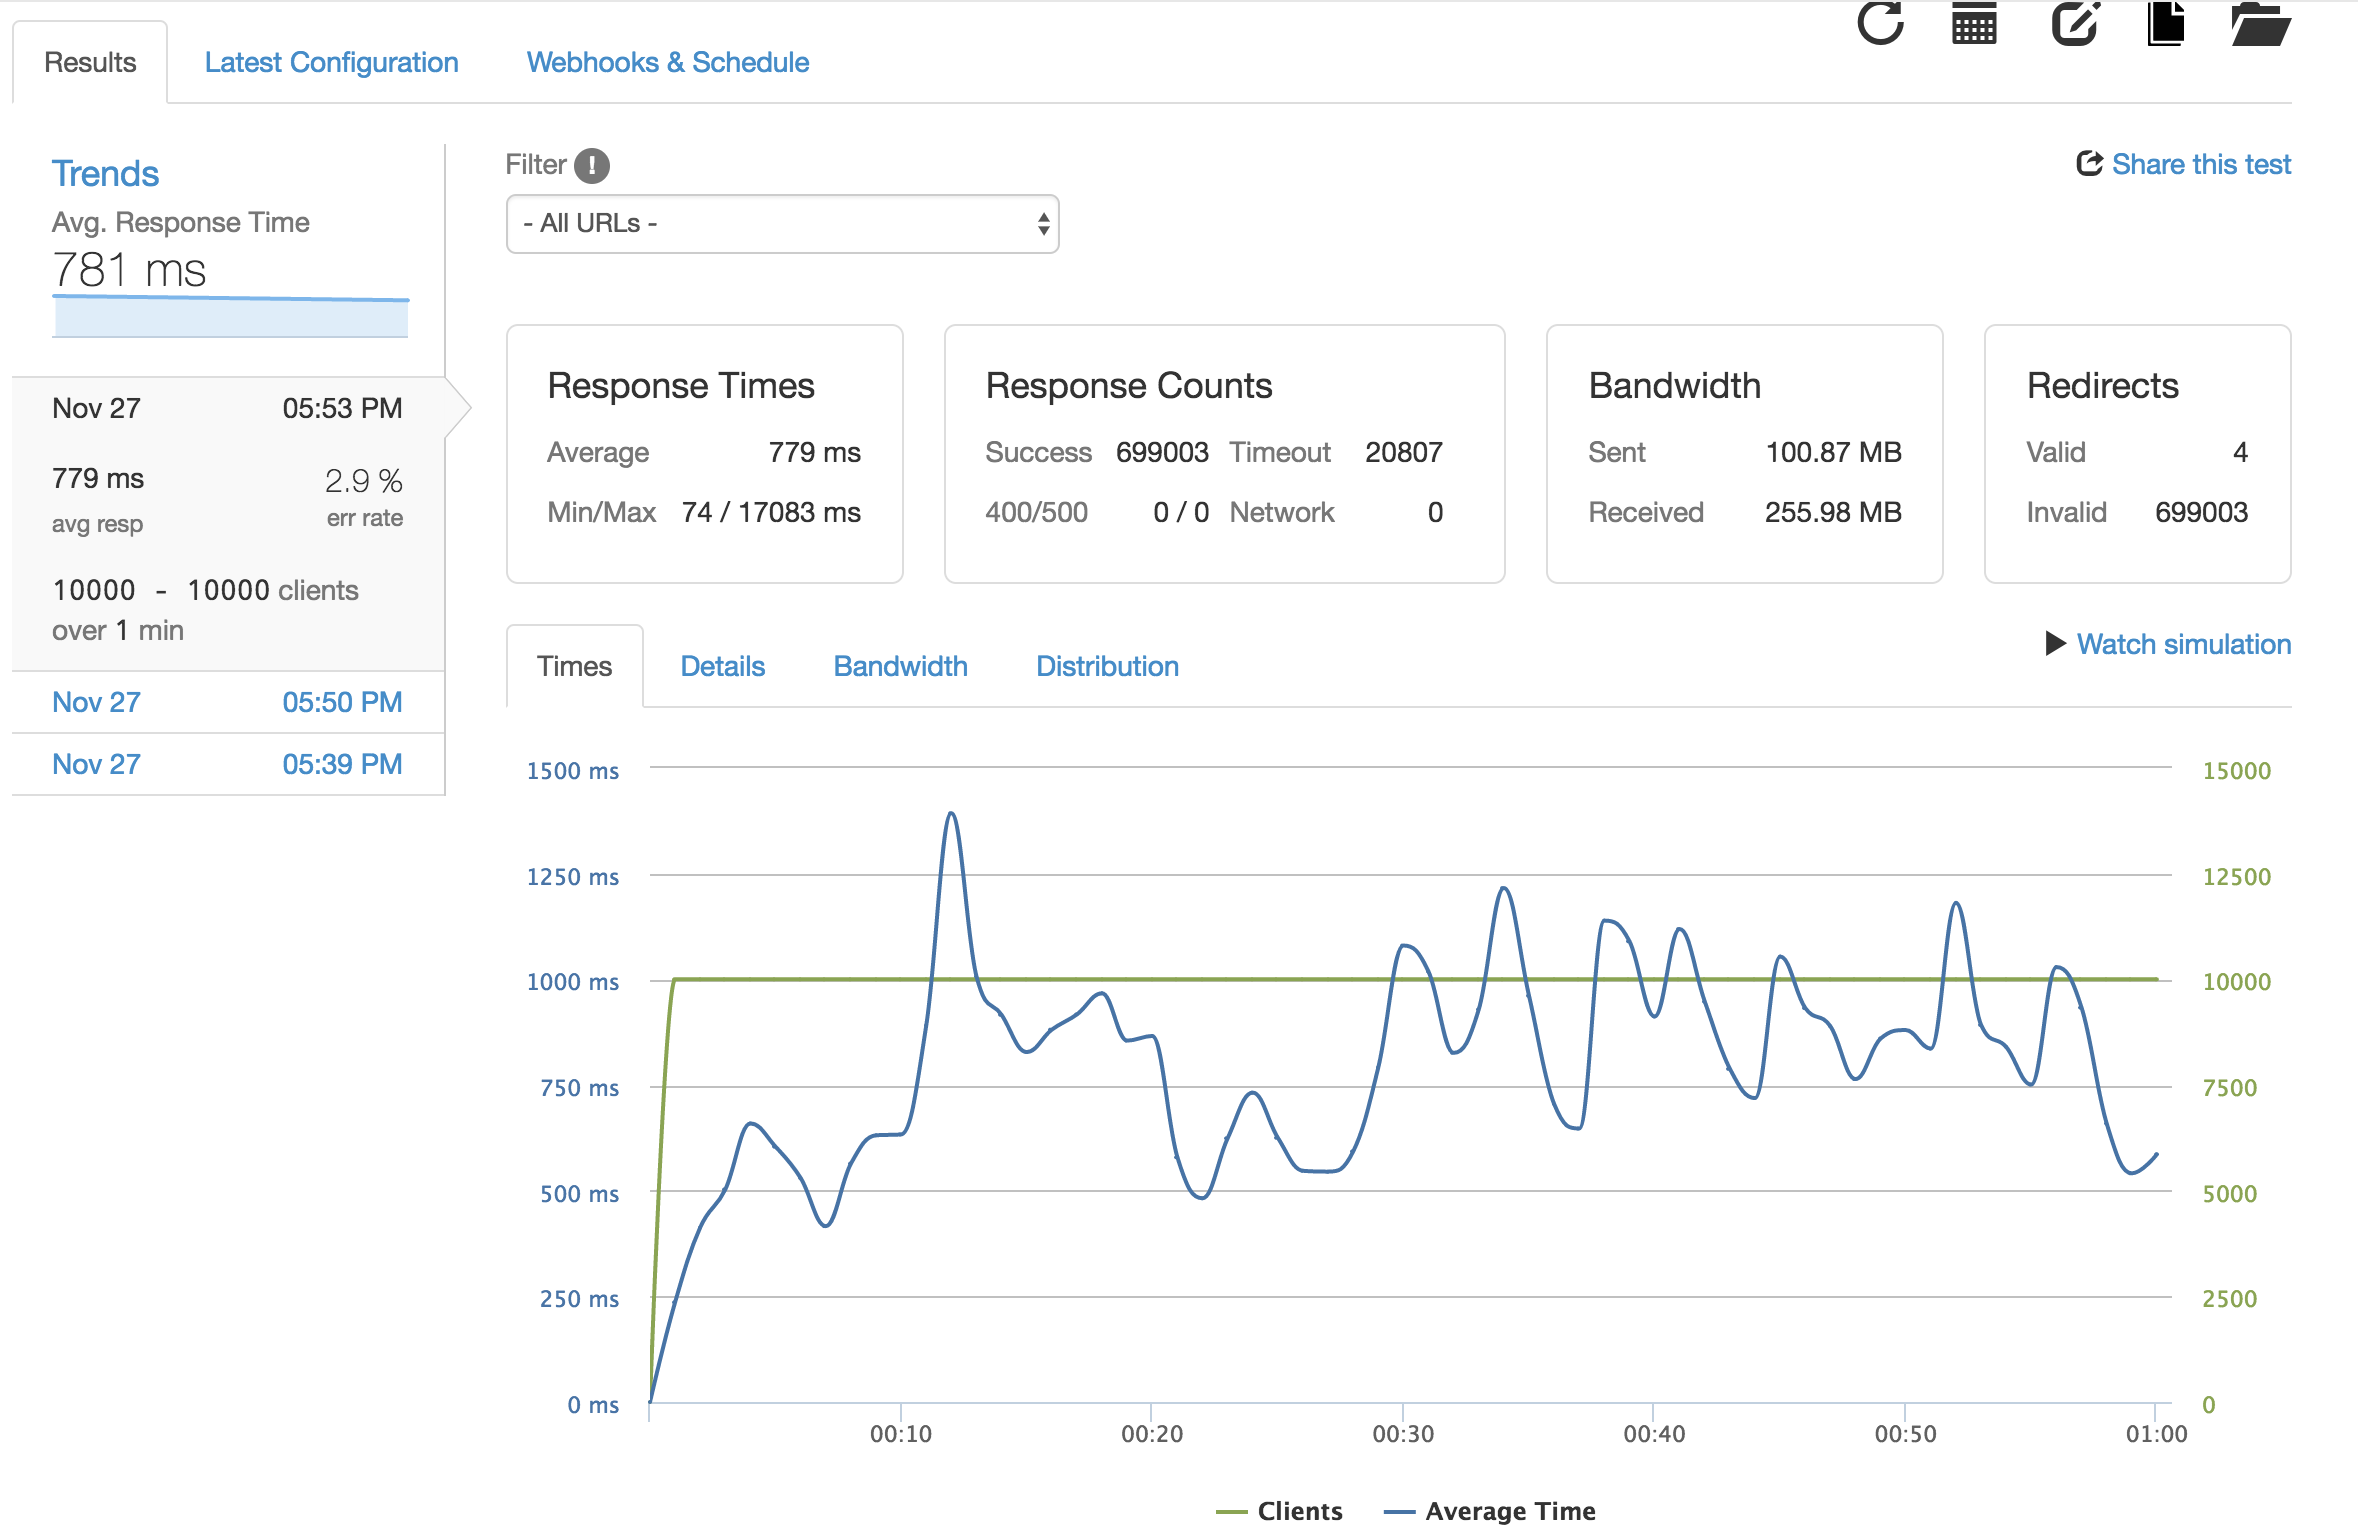 Results Latest Configuration Webhooks & Schedule
Trends
Avg. Response Time
781 ms
Nov 27 05:53 PM
779 ms 2.9 %
avg resp err rate
10000 - 10000 clients
over 1 min
Nov 27 05:50 PM
Nov 27 05:39 PM
Filter !
- All URLs -
Share this test
Response Times
Average 779 ms
Min/Max 74 / 17083 ms
Response Counts
Success 699003 Timeout 20807
400/500 0 / 0 Network 0
Bandwidth
Sent 100.87 MB
Received 255.98 MB
Redirects
Valid 4
Invalid 699003
Times Details Bandwidth Distribution
Watch simulation
1500 ms 15000
1250 ms 12500
1000 ms 10000
750 ms 7500
500 ms 5000
250 ms 2500
0 ms 0
00:10 00:20 00:30 00:40 00:50 01:00
Clients Average Time